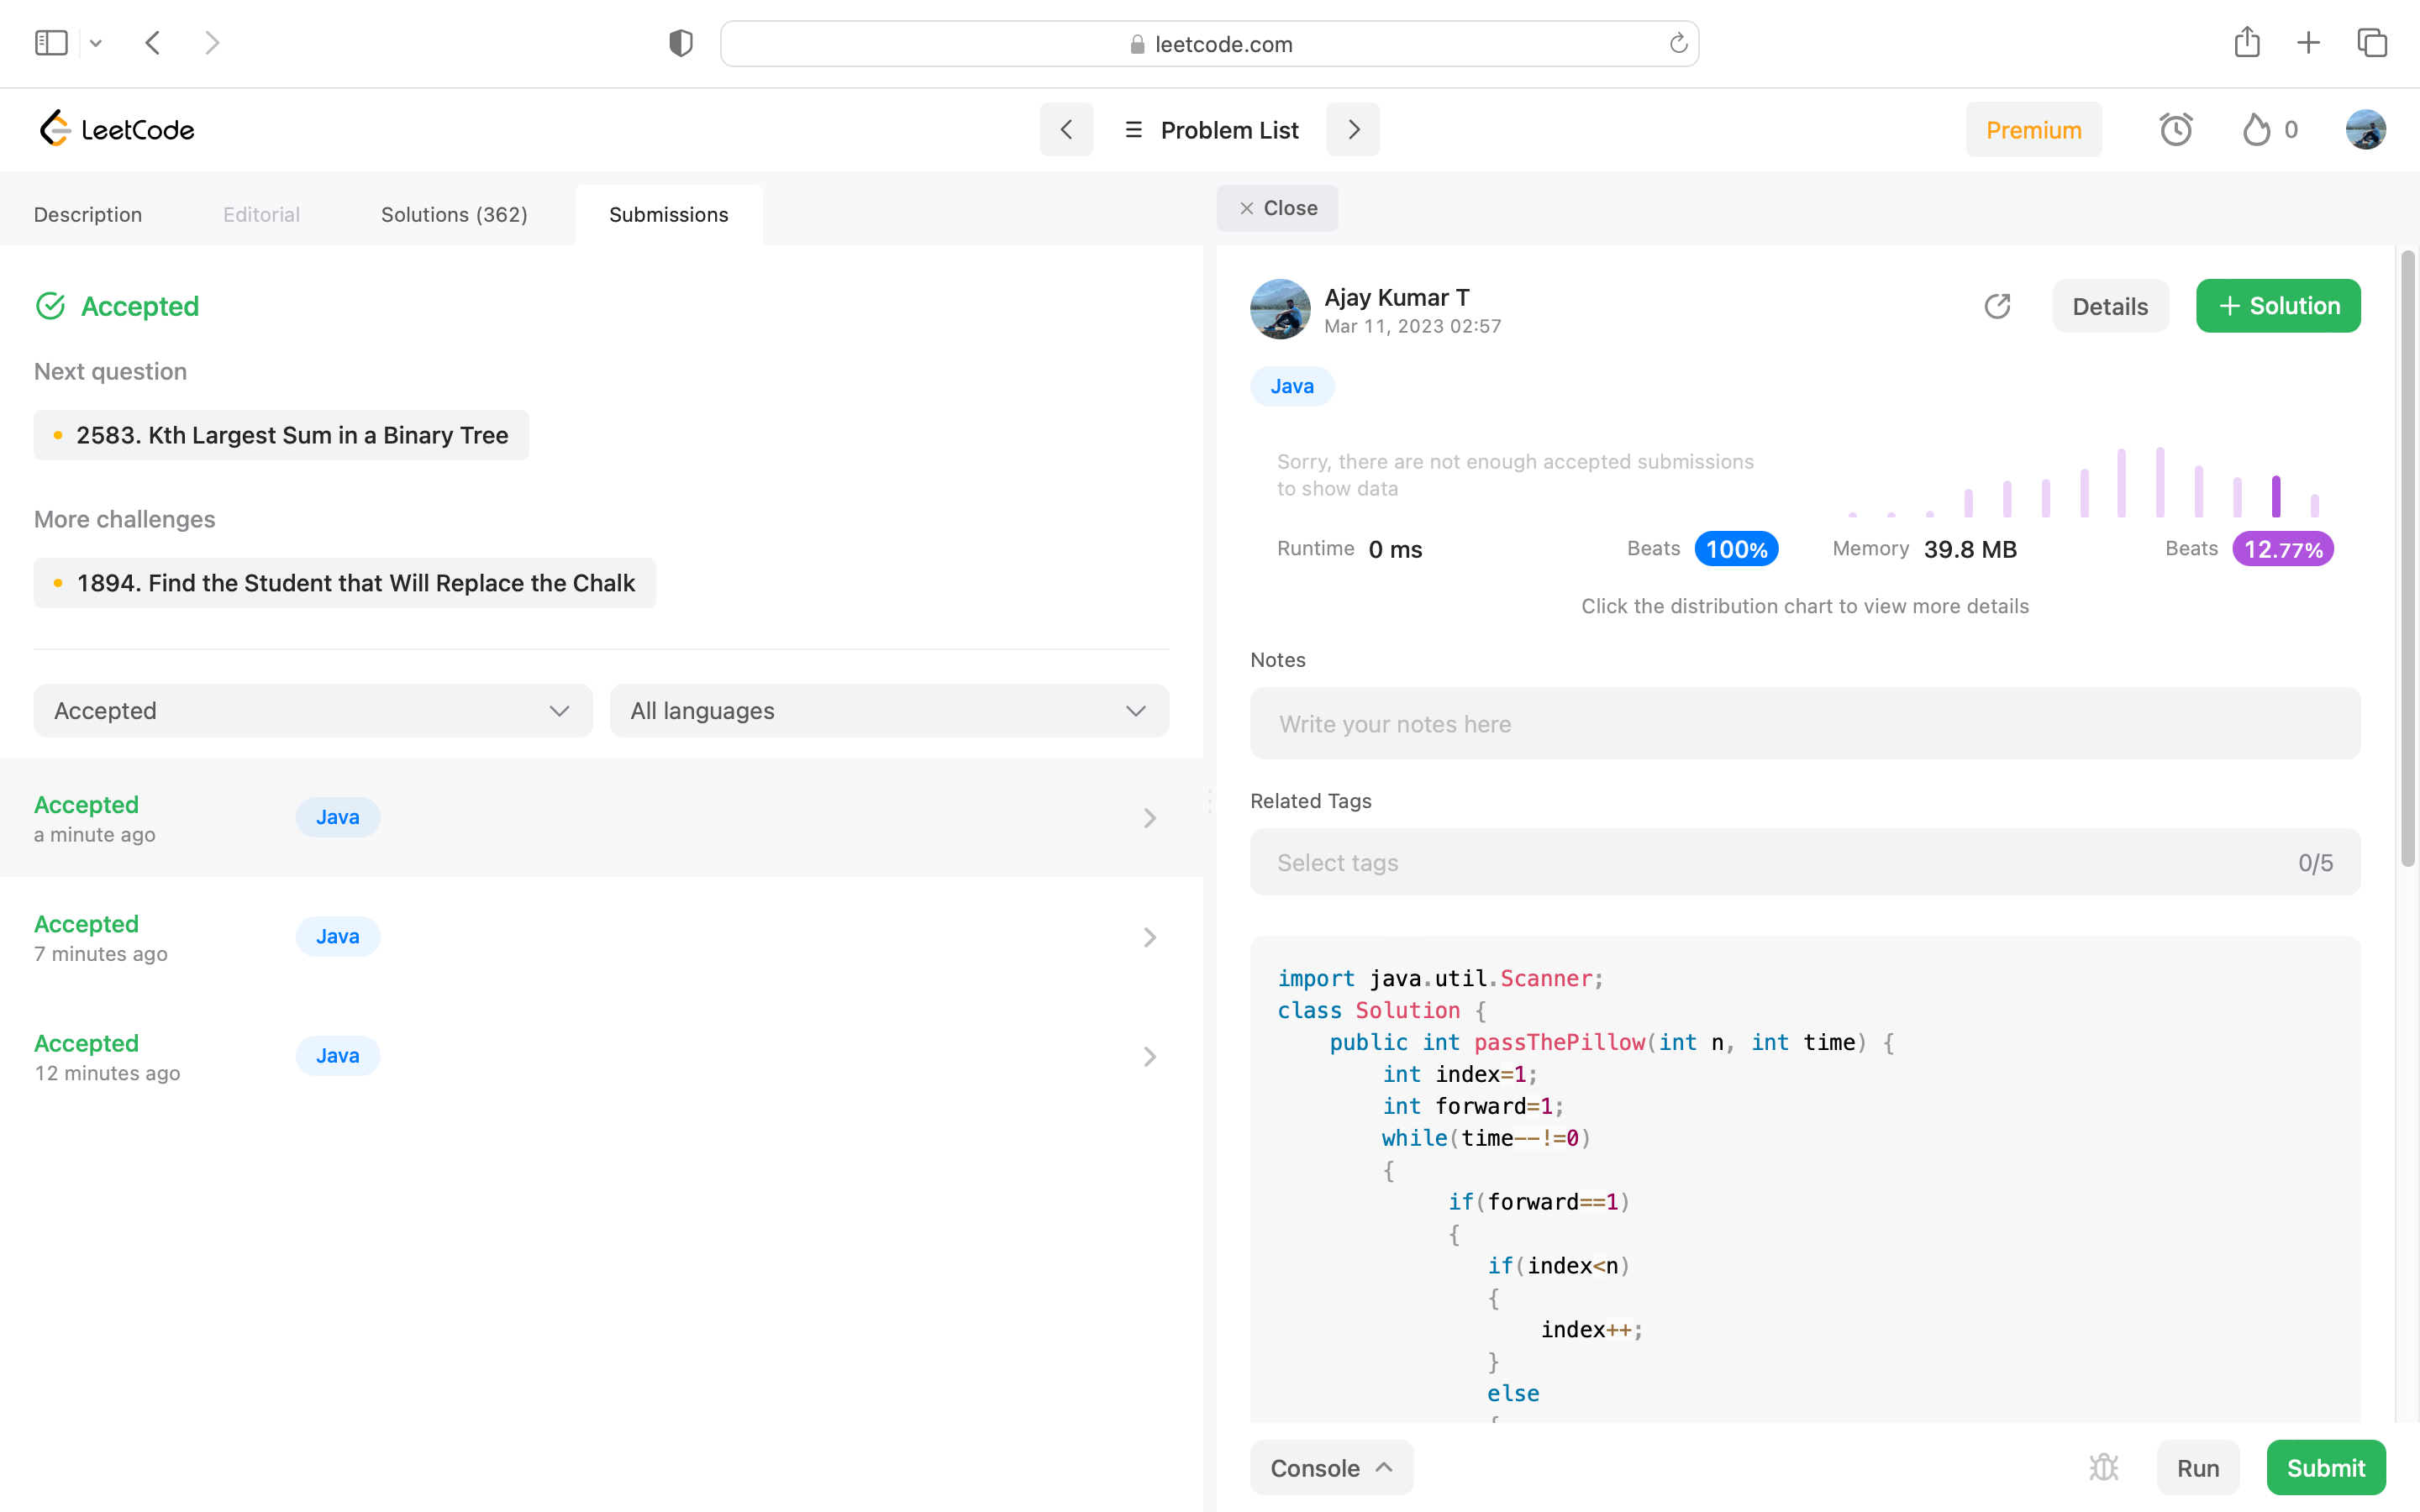 leetcode.com
LeetCode
Problem List
Premium
0
Description
Editorial
Solutions (362)
Submissions
Close
Accepted
Next question
2583. Kth Largest Sum in a Binary Tree
More challenges
1894. Find the Student that Will Replace the Chalk
Accepted
All languages
Accepted
a minute ago
Java
Accepted
7 minutes ago
Java
Accepted
12 minutes ago
Java
Ajay Kumar T
Mar 11, 2023 02:57
Details
+ Solution
Java
Sorry, there are not enough accepted submissions
to show data
Runtime 0 ms
Beats 100%
Memory 39.8 MB
Beats 12.77%
Click the distribution chart to view more details
Notes
Write your notes here
Related Tags
Select tags
0/5
import java.util.Scanner;
class Solution {
public int passThePillow(int n, int time) {
int index=1;
int forward=1;
while(time--!=0)
{
if(forward==1)
{
if(index<n)
{
index++;
}
else
Console
Run
Submit